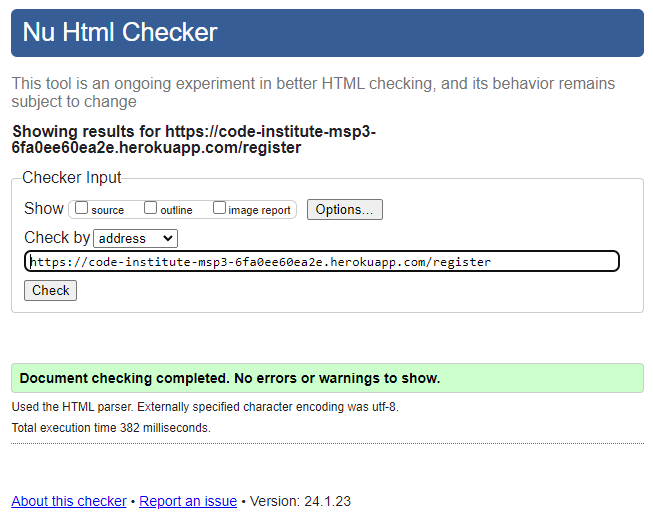 Nu Html Checker
This tool is an ongoing experiment in better HTML checking, and its behavior remains
subject to change
Showing results for https://code-institute-msp3-
6fa0ee60ea2e.herokuapp.com/register
Checker Input
Show source outline image report Options...
Check by address
https://code-institute-msp3-6fa0ee60ea2e.herokuapp.com/register
Check
Document checking completed. No errors or warnings to show.
Used the HTML parser. Externally specified character encoding was utf-8.
Total execution time 382 milliseconds.
About this checker • Report an issue • Version: 24.1.23